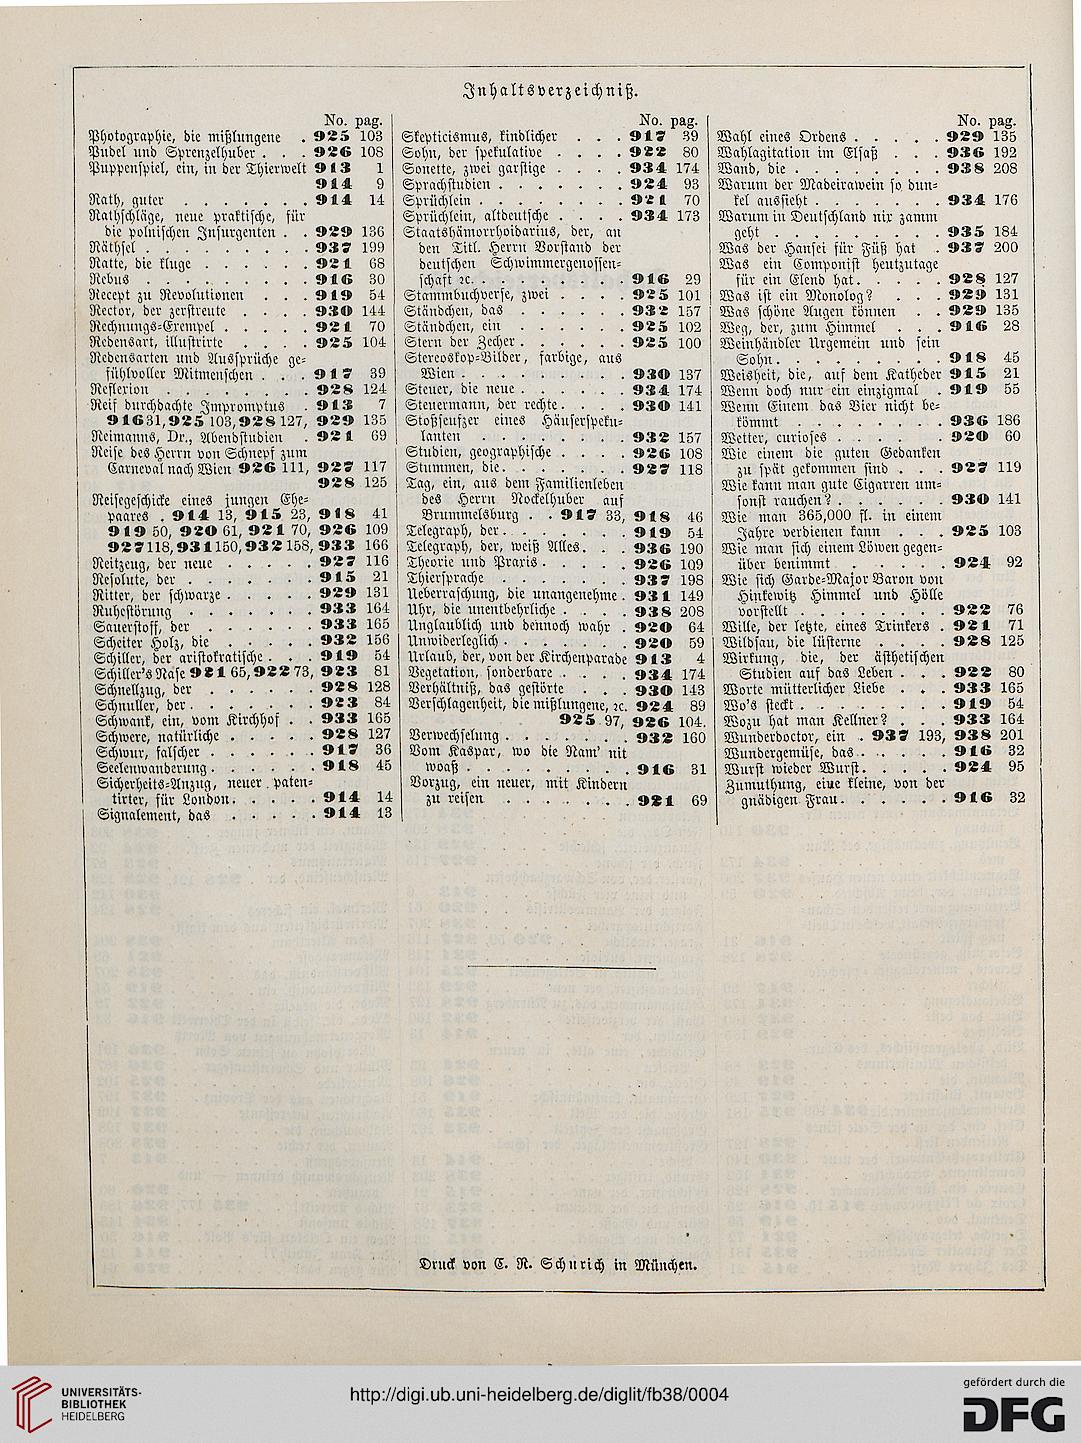 Inhaltsverzeichniß.
No. pag.
Photographie, die mißlungene . 925 103
Pudel und Sprenzelhuber . . . 926 108
Puppenspiel, ein, in der Thierwelt 913 1
914 9
Rath, guter . . . . . . . 914 14
Rathschläge, neue praktische, für
die polnischen Insurgenten . . 929 136
Räthsel . . . . . . . . 937 199
Ratte, die kluge . . . . . . 921 68
Rebus . . . . . . . . . 916 30
Recept zu Revolutionen . . . 919 54
Rector, der zerstreute . . . . 930 144
Rechnungs-Exempel . . . . . 921 70
Redensart, illustrirte . . . . 925 104
Redensarten und Aussprüche ge-
fühlvoller Mitmenschen . . . 917 39
Reflexion . . . . . . . . 928 124
Reif durchdachte Impromptus . 913 7
916 31, 925 103, 928 127, 929 135
Reimanns, Dr., Abendstudien . 921 69
Reise des Herrn von Schnepf zum
Carneval nach Wien 926 111, 927 117
928 125
Reisegeschicke eines jungen Ehe-
paares . 914 13, 915 23, 918 41
919 50, 920 61, 921 70, 926 109
927 118, 931 150, 932 158, 933 166
Reitzeug, der neue . . . . . 927 116
Resolute, der . . . . . . . 915 21
Ritter, der schwarze . . . . . 929 131
Ruhestörung . . . . . . . 933 164
Sauerstoff, der . . . . . . 933 165
Scheiter Holz, die . . . . . 932 156
Schiller, der aristokratische . . . 919 54
Schiller's Nase 921 65, 922 73, 923 81
Schnellzug, der . . . . . . 928 128
Schnuller, der . . . . . . . 923 84
Schwank, ein, vom Kirchhof . . 933 165
Schwere, natürliche . . . . . 928 127
Schwur, falscher . . . . . . 917 36
Seelenwanderung . . . . . . 918 45
Sicherheits-Anzug, neuer paten-
tirter, für London . . . . . 914 14
Signalement, das . . . . . 914 13
No. pag.
Skepticismus, kindlicher . . . 917 39
Sohn, der spekulative . . . . 922 80
Sonette, zwei garstige . . . . 934 174
Sprachstudien . . . . . . . 924 93
Sprüchlein . . . . . . . . 921 70
Sprüchlein, altdeutsche . . . . 934 173
Staatshämorrhoidarius, der, an
den Titl. Herrn Vorstand der
deutschen Schwimmergenossen-
schaft ꝛc. . . . . . . . . 916 29
Stammbuchverse, zwei . . . . 925 101
Ständchen, das . . . . . . 932 157
Ständchen, ein . . . . . . 925 102
Stern der Zecher . . . . . . 925 100
Stereoskop-Bilder, farbige, aus
Wien . . . . . . . . . 930 137
Steuer, die neue . . . . . . 934 174
Steuermann, der rechte . . . . 930 141
Stoßseufzer eines Häuserspeku-
lanten . . . . . . . . 932 157
Studien, geographische . . . . 926 108
Stummen, die . . . . . . . 927 118
Tag, ein, aus dem Familienleben
des Herrn Nockelhuber auf
Brummelsburg . . 917 33, 918 46
Telegraph, der . . . . . . . 919 54
Telegraph, der, weiß Alles . . . 936 190
Theorie und Praxis . . . . . 926 109
Thiersprache . . . . . . . 937 198
Ueberraschung, die unangenehme . 931 149
Uhr, die unentbehrliche . . . . 938 208
Unglaublich und dennoch wahr . 920 64
Unwiderleglich . . . . . . . 920 59
Urlaub, der, von der Kirchenparade 913 4
Vegetation, sonderbare . . . . 934 174
Verhältniß, das gestörte . . . 930 143
Verschlagenheit, die mißlungene, ꝛc. 924 89
925 97, 926 104.
Verwechselung . . . . . . . 932 160
Vom Kaspar, wo die Nam' nit
woaß . . . . . . . . . 916 31
Vorzug, ein neuer, mit Kindern
zu reisen . . . . . . . 921 69
No. pag.
Wahl eines Ordens . . . . . 929 135
Wahlagitation im Elsaß . . . 936 192
Wand, die . . . . . . . . 938 208
Warum der Madeirawein so dun-
kel aussieht . . . . . . . 934 176
Warum in Deutschland nix zamm
geht . . . . . . . . . 935 184
Was der Hansei für Füß hat . 937 200
Was ein Componist heutzutage
für ein Elend hat . . . . . 928 127
Was ist ein Monolog? . . . 929 131
Was schöne Augen können . . 929 135
Weg, der, zum Himmel . . . 916 28
Weinhändler Urgemein und sein
Sohn . . . . . . . . . 918 45
Weisheit, die, auf dem Katheder 915 21
Wenn doch nur ein einzigmal . 919 55
Wenn Einem das Bier nicht be-
kömmt . . . . . . . . 936 186
Wetter, curioses . . . . . . 920 60
Wie einem die guten Gedanken
zu spät gekommen sind . . . 927 119
Wie kann man gute Cigarren um-
sonst rauchen? . . . . . . 930 141
Wie man 365,000 fl. in einem
Jahre verdienen kann . . . 925 103
Wie man sich einem Löwen gegen-
über benimmt . . . . . . 924 92
Wie sich Garde-Major Baron von
Hinkewitz Himmel und Hölle
vorstellt . . . . . . . . 922 76
Wille, der letzte, eines Trinkers . 921 71
Wildsau, die lüsterne . . . . 928 125
Wirkung, die, der ästhetischen
Studien auf das Leben . . . 922 80
Worte mütterlicher Liebe . . . 933 165
Wo's steckt . . . . . . . . 919 54
Wozu hat man Kellner? . . . 933 164
Wunderdoctor, ein . 937 193, 938 201
Wundergemüse, das . . . . . 916 32
Wurst wieder Wurst . . . . . 924 95
Zumuthung, eine kleine, von der
gnädigen Frau . . . . . . 916 32
Druck von C. R. Schurich in München.
UNIVERSITÄTS-
BIBLIOTHEK
HEIDELBERG
http://digi.ub.uni-heidelberg.de/diglit/fb38/0004
gefördert durch die
DFG